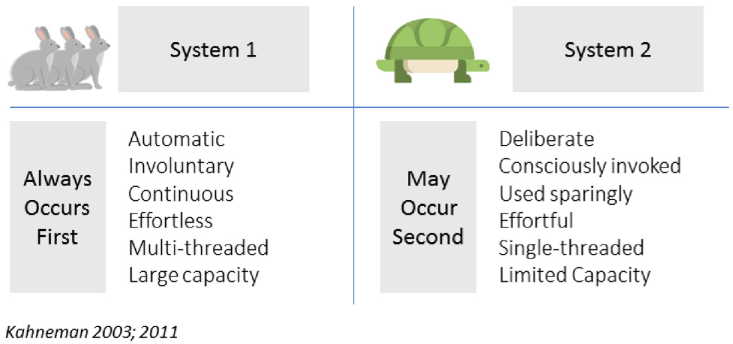 System 1
System 2
Always
Occurs
First
Automatic
Involuntary
Continuous
Effortless
Multi-threaded
Large capacity
May
Occur
Second
Deliberate
Consciously invoked
Used sparingly
Effortful
Single-threaded
Limited Capacity
Kahneman 2003; 2011